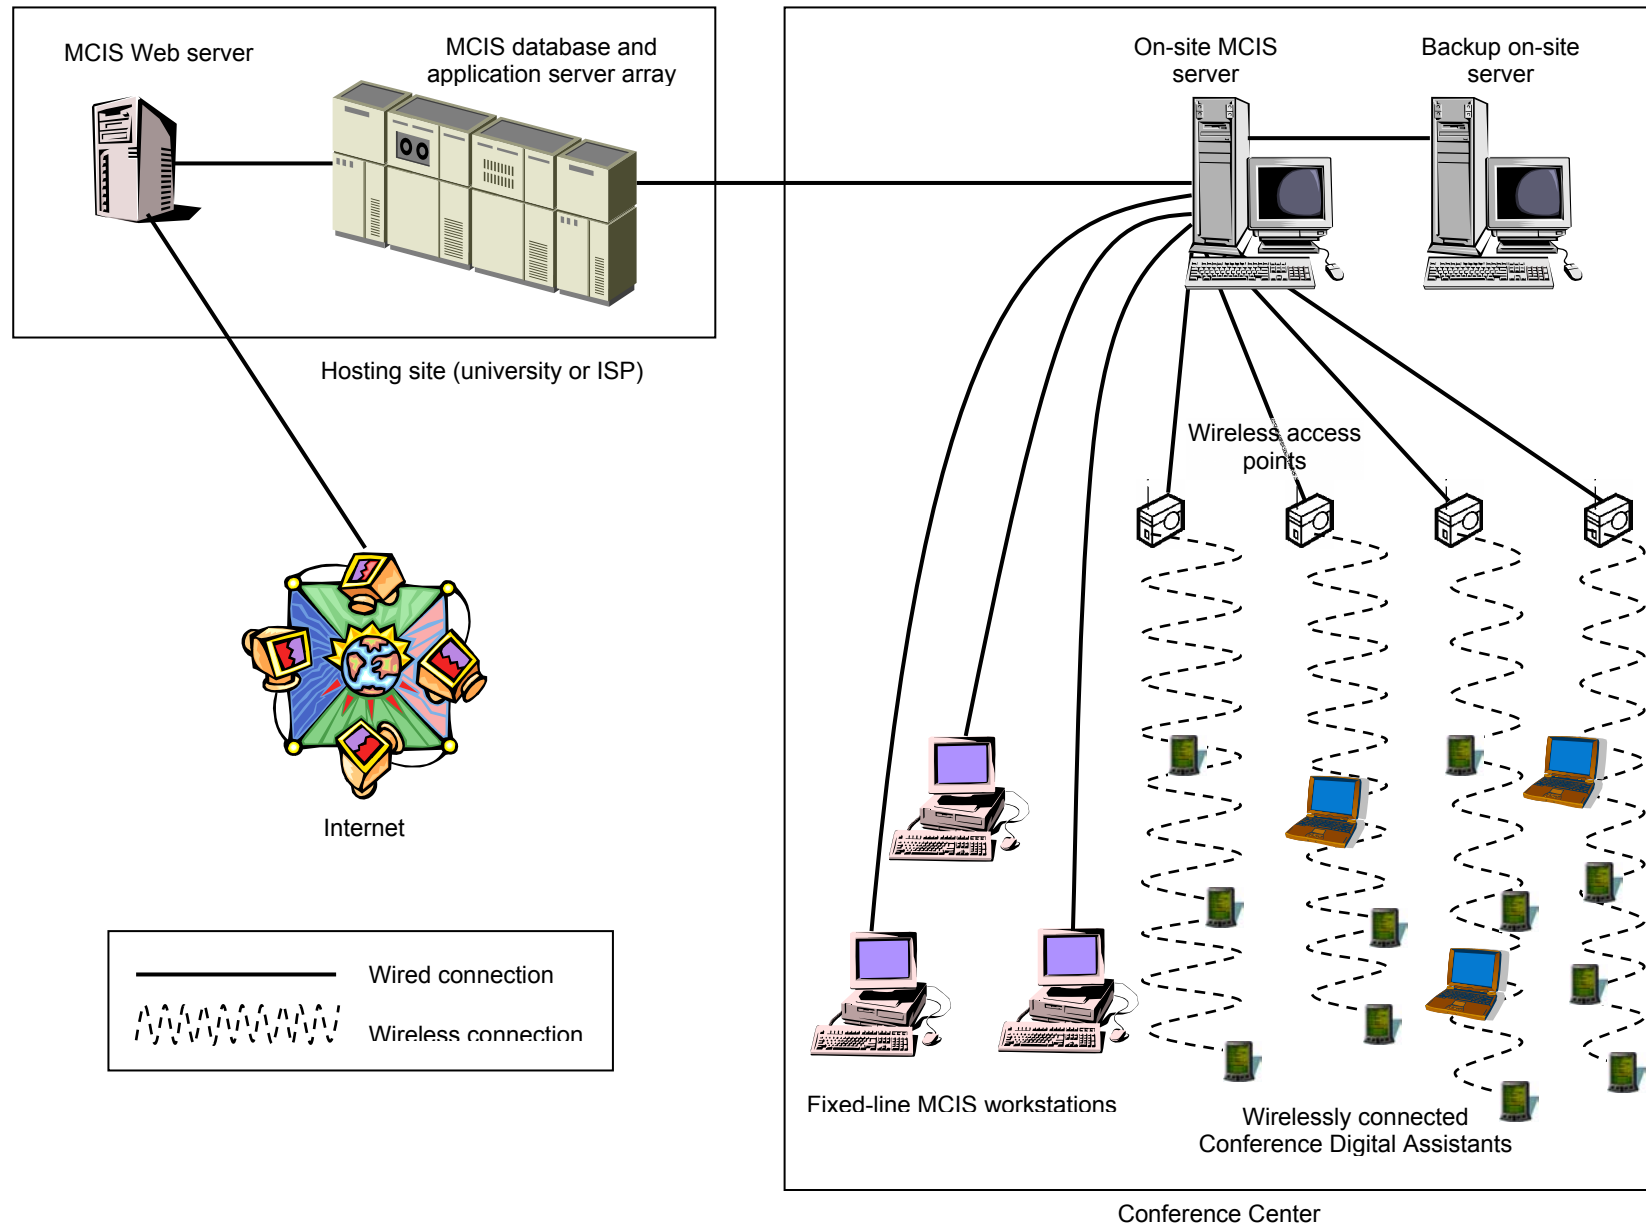 MCIS Web server
MCIS database and
application server array
On-site MCIS
server
Backup on-site
server
Hosting site (university or ISP)
Wireless access
points
Internet
Wired connection
Wireless connection
Fixed-line MCIS workstations
Wirelessly connected
Conference Digital Assistants
Conference Center